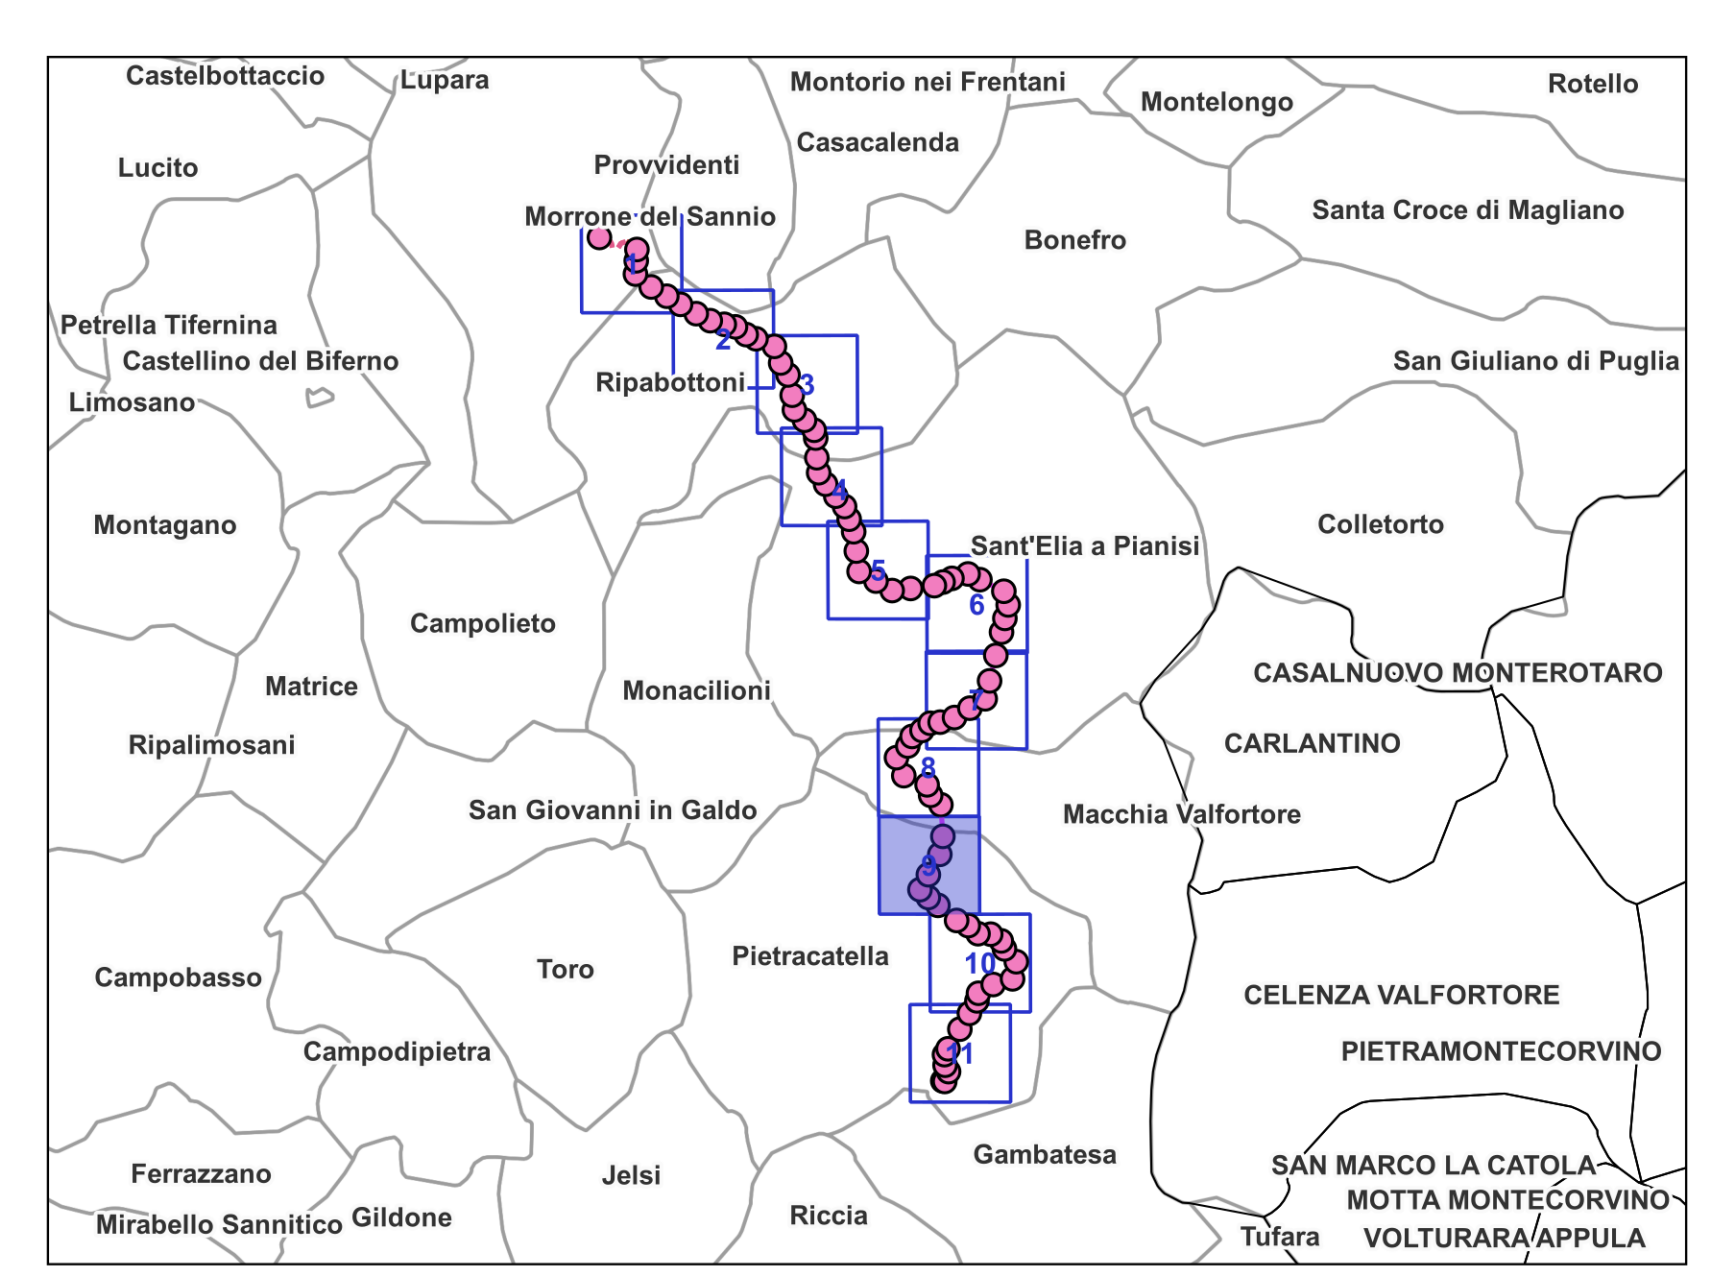 Castelbottaccio
Lupara
Montorio nei Frentani
Rotello
Montelongo
Casacalenda
Lucito
Provvidenti
Santa Croce di Magliano
Morrone del Sannio
Bonefro
1
Petrella Tifernina
2
Castellino del Biferno
San Giuliano di Puglia
Ripabottoni
3
Limosano
4
Montagano
Colletorto
Sant'Elia a Pianisi
5
6
Campolieto
CASALNUOVO MONTEROTARO
Matrice
Monacilioni
7
Ripalimosani
CARLANTINO
8
San Giovanni in Galdo
Macchia Valfortore
9
Pietracatella
10
Toro
Campobasso
CELENZA VALFORTORE
Campodipietra
11
PIETRAMONTECORVINO
Gambatesa
SAN MARCO LA CATOLA
Ferrazzano
Jelsi
MOTTA MONTECORVINO
Riccia
Gildone
Mirabello Sannitico
Tufara
VOLTURARA APPULA